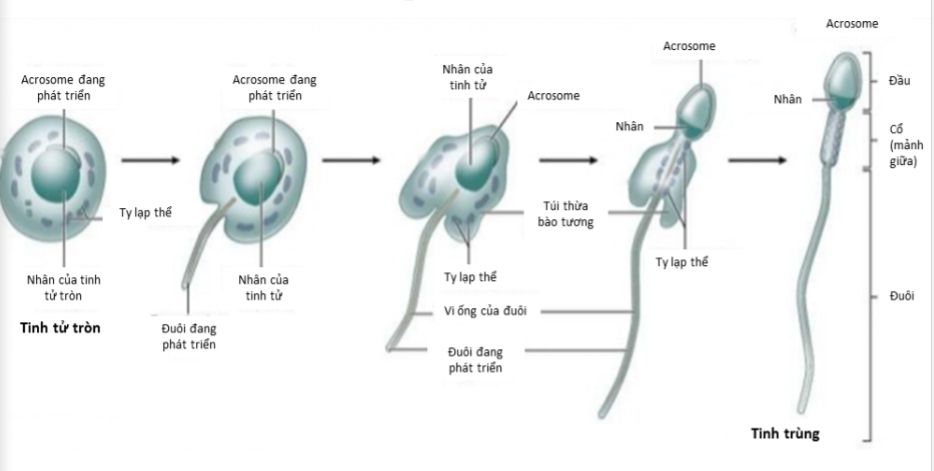 Acrosome đang
phát triển
Ty lạp thể
Nhân của tinh
tử tròn
Tinh tử tròn
Acrosome đang
phát triển
Nhân của
tinh tử
Đuôi đang
phát triển
Nhân của
tinh tử
Acrosome
Túi thừa
bào tương
Ty lạp thể
Vi ống của đuôi
Đuôi đang
phát triển
Acrosome
Nhân
Ty lạp thể
Acrosome
Nhân
Đầu
Cổ
(mảnh
giữa)
Đuôi
Tinh trùng